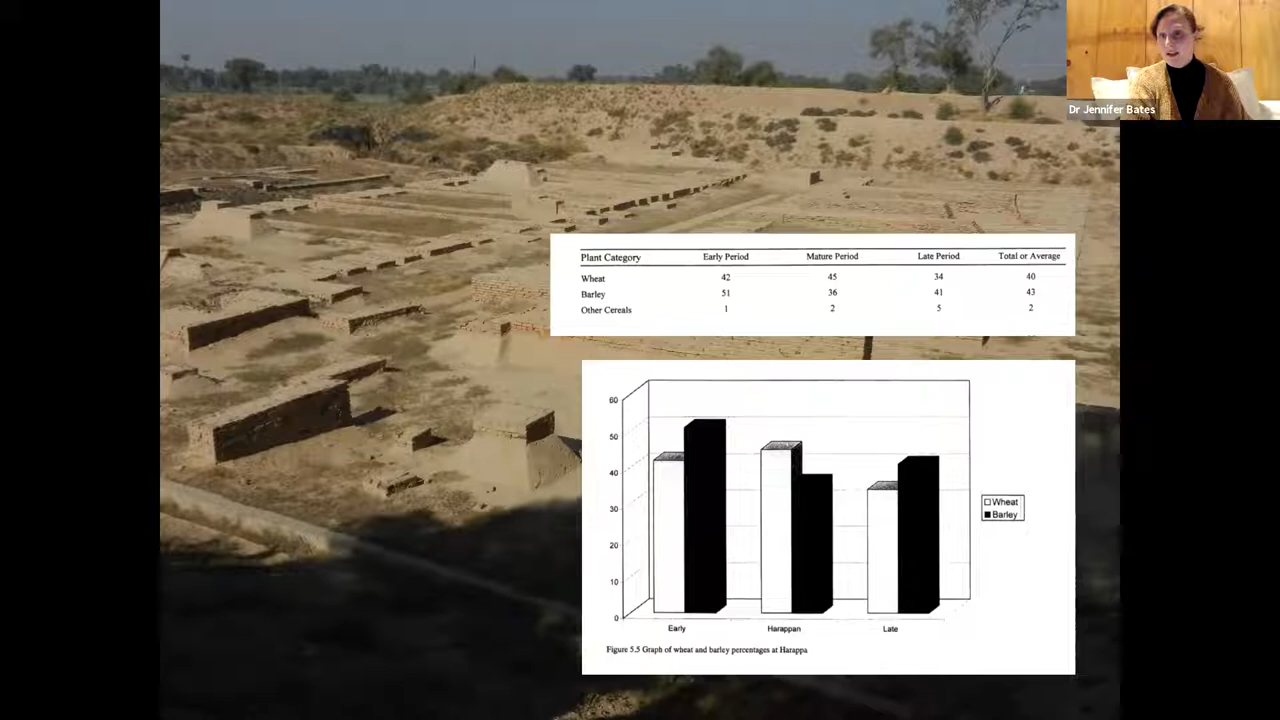 Dr Jennifer Bates
Plant Category Early Period Mature Period Late Period Total or Average
Wheat 42 45 34 40
Barley 51 36 41 43
Other Cereals 1 2 5 2
60
50
40
30
20
10
0
Early Harappan Late
Wheat
Barley
Figure 5.5 Graph of wheat and barley percentages at Harappa